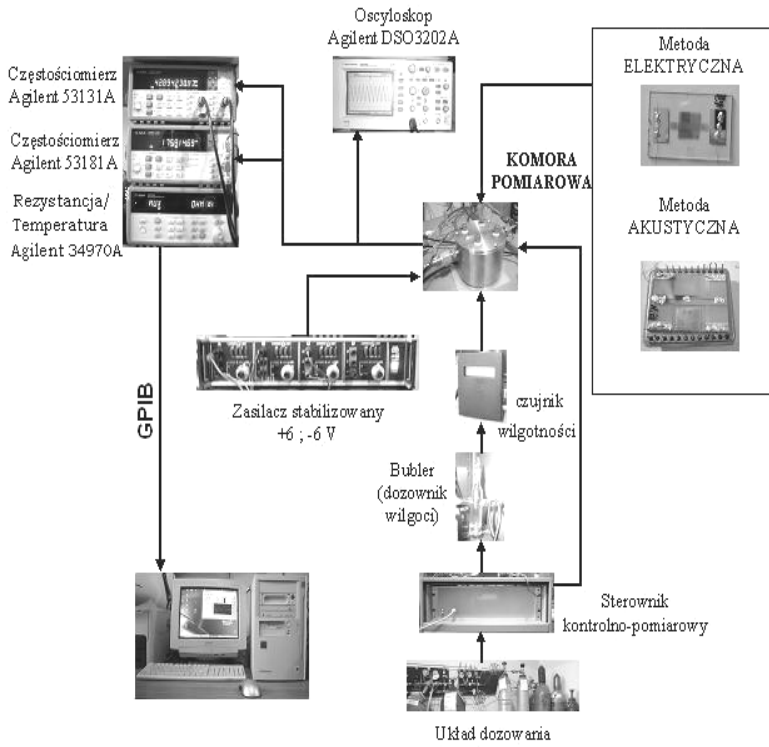 Oscyloskop
Agilent DSO3202A
Częstościomierz
Agilent 53131A
Częstościomierz
Agilent 53181A
Rezystancja/
Temperatura
Agilent 34970A
Metoda
ELEKTRYCZNA
KOMORA
POMIAROWA
Metoda
AKUSTYCZNA
Zasilacz stabilizowany
+6 ; -6 V
czujnik
wilgotności
GPIB
Bubler
(dozownik
wilgoci)
Sterownik
kontrolno-pomiarowy
Układ dozowania